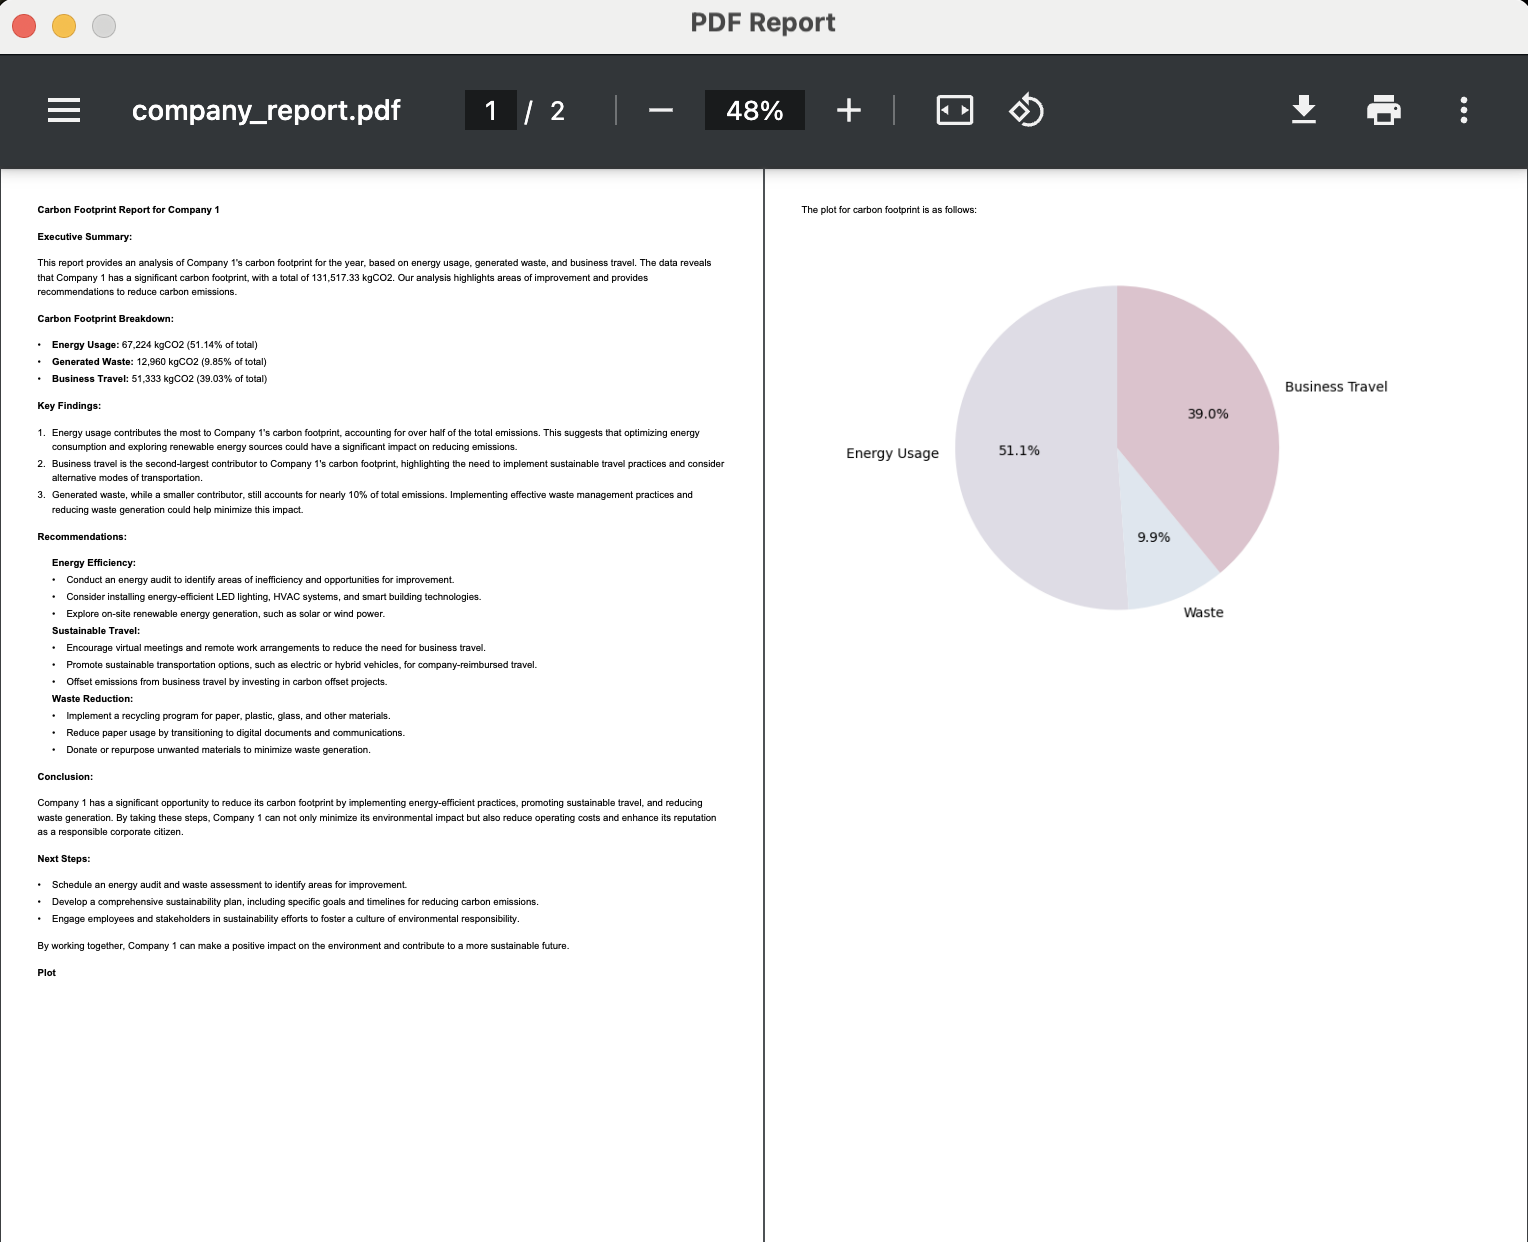 PDF Report
company_report.pdf
1 / 2
48%
Carbon Footprint Report for Company 1
Executive Summary:
This report provides an analysis of Company 1's carbon footprint for the year, based on energy usage, generated waste, and business travel. The data reveals
that Company 1 has a significant carbon footprint, with a total of 131,517.33 kgCO2. Our analysis highlights areas of improvement and provides
recommendations to reduce carbon emissions.
Carbon Footprint Breakdown:
• Energy Usage: 67,224 kgCO2 (51.14% of total)
• Generated Waste: 12,960 kgCO2 (9.85% of total)
• Business Travel: 51,333 kgCO2 (39.03% of total)
Key Findings:
1. Energy usage contributes the most to Company 1's carbon footprint, accounting for over half of the total emissions. This suggests that optimizing energy
consumption and exploring renewable energy sources could have a significant impact on reducing emissions.
2. Business travel is the second-largest contributor to Company 1's carbon footprint, highlighting the need to implement sustainable travel practices and consider
alternative modes of transportation.
3. Generated waste, while a smaller contributor, still accounts for nearly 10% of total emissions. Implementing effective waste management practices and
reducing waste generation could help minimize this impact.
Recommendations:
Energy Efficiency:
• Conduct an energy audit to identify areas of inefficiency and opportunities for improvement.
• Consider installing energy-efficient LED lighting, HVAC systems, and smart building technologies.
• Explore on-site renewable energy generation, such as solar or wind power.
Sustainable Travel:
• Encourage virtual meetings and remote work arrangements to reduce the need for business travel.
• Promote sustainable transportation options, such as electric or hybrid vehicles, for company-reimbursed travel.
• Offset emissions from business travel by investing in carbon offset projects.
Waste Reduction:
• Implement a recycling program for paper, plastic, glass, and other materials.
• Reduce paper usage by transitioning to digital documents and communications.
• Donate or repurpose unwanted materials to minimize waste generation.
Conclusion:
Company 1 has a significant opportunity to reduce its carbon footprint by implementing energy-efficient practices, promoting sustainable travel, and reducing
waste generation. By taking these steps, Company 1 can not only minimize its environmental impact but also reduce operating costs and enhance its reputation
as a responsible corporate citizen.
Next Steps:
• Schedule an energy audit and waste assessment to identify areas for improvement.
• Develop a comprehensive sustainability plan, including specific goals and timelines for reducing carbon emissions.
• Engage employees and stakeholders in sustainability efforts to foster a culture of environmental responsibility.
By working together, Company 1 can make a positive impact on the environment and contribute to a more sustainable future.
Plot
The plot for carbon footprint is as follows:
Business Travel
39.0%
Energy Usage
51.1%
9.9%
Waste